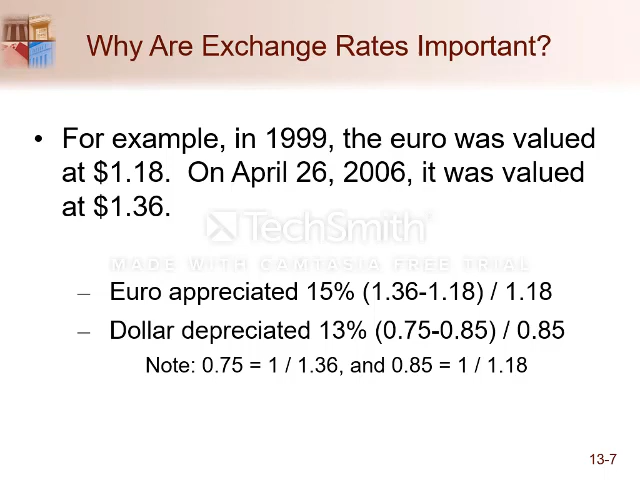 Why Are Exchange Rates Important?
• For example, in 1999, the euro was valued
at $1.18.  On April 26, 2006, it was valued
at $1.36.
TechSmith
MADE WITH CAMTASIA FREE TRIAL
– Euro appreciated 15% (1.36-1.18) / 1.18
– Dollar depreciated 13% (0.75-0.85) / 0.85
Note: 0.75 = 1 / 1.36, and 0.85 = 1 / 1.18
13-7